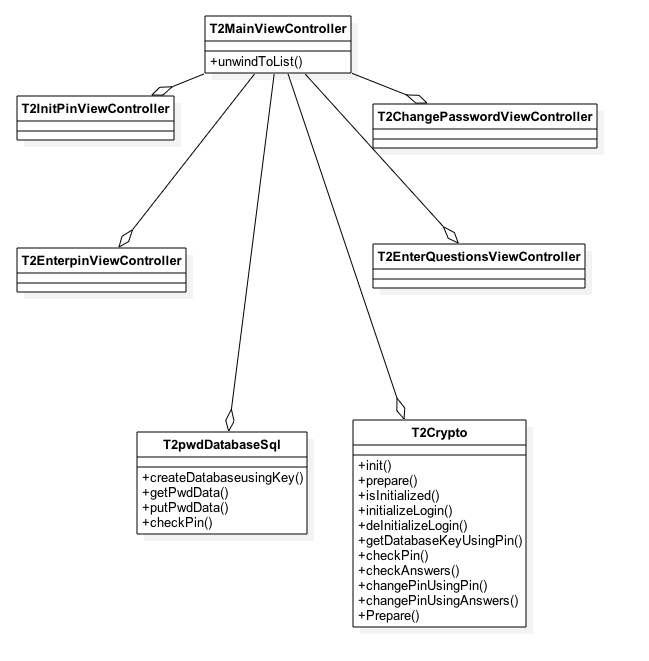 T2MainViewController
+unwindToList()
T2InitPinViewController
T2ChangePasswordViewController
T2EnterpinViewController
T2EnterQuestionsViewController
T2pwdDatabaseSql
+createDatabaseusingKey()
+getPwdData()
+putPwdData()
+checkPin()
T2Crypto
+init()
+prepare()
+isInitialized()
+initializeLogin()
+deInitializeLogin()
+getDatabaseKeyUsingPin()
+checkPin()
+checkAnswers()
+changePinUsingPin()
+changePinUsingAnswers()
+Prepare()